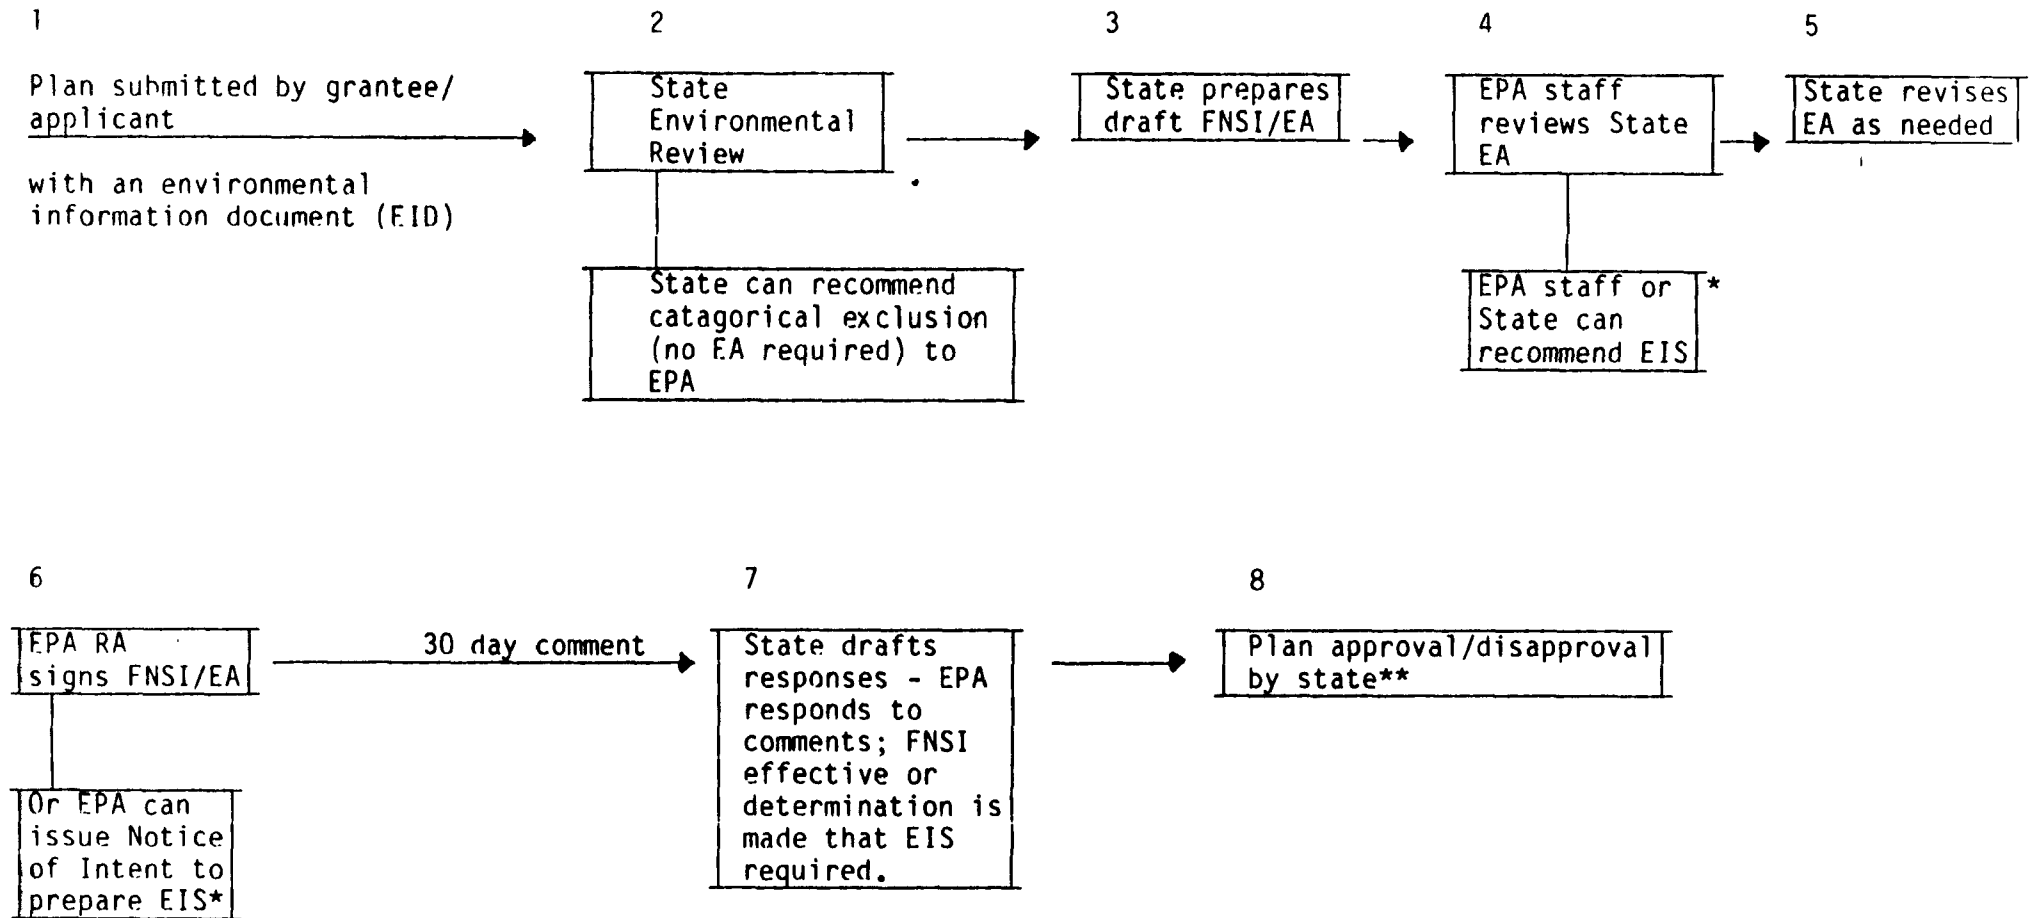 1
Plan submitted by grantee/
applicant
with an environmental
information document (EID)
2
State
Environmental
Review
State can recommend
catagorical exclusion
(no EA required) to
EPA
3
State prepares
draft FNSI/EA
4
EPA staff
reviews State
EA
EPA staff or *
State can
recommend EIS
5
State revises
EA as needed
6
EPA RA
signs FNSI/EA
Or EPA can
issue Notice
of Intent to
prepare EIS*
30 day comment
7
State drafts
responses - EPA
responds to
comments; FNSI
effective or
determination is
made that EIS
required.
8
Plan approval/disapproval
by state**